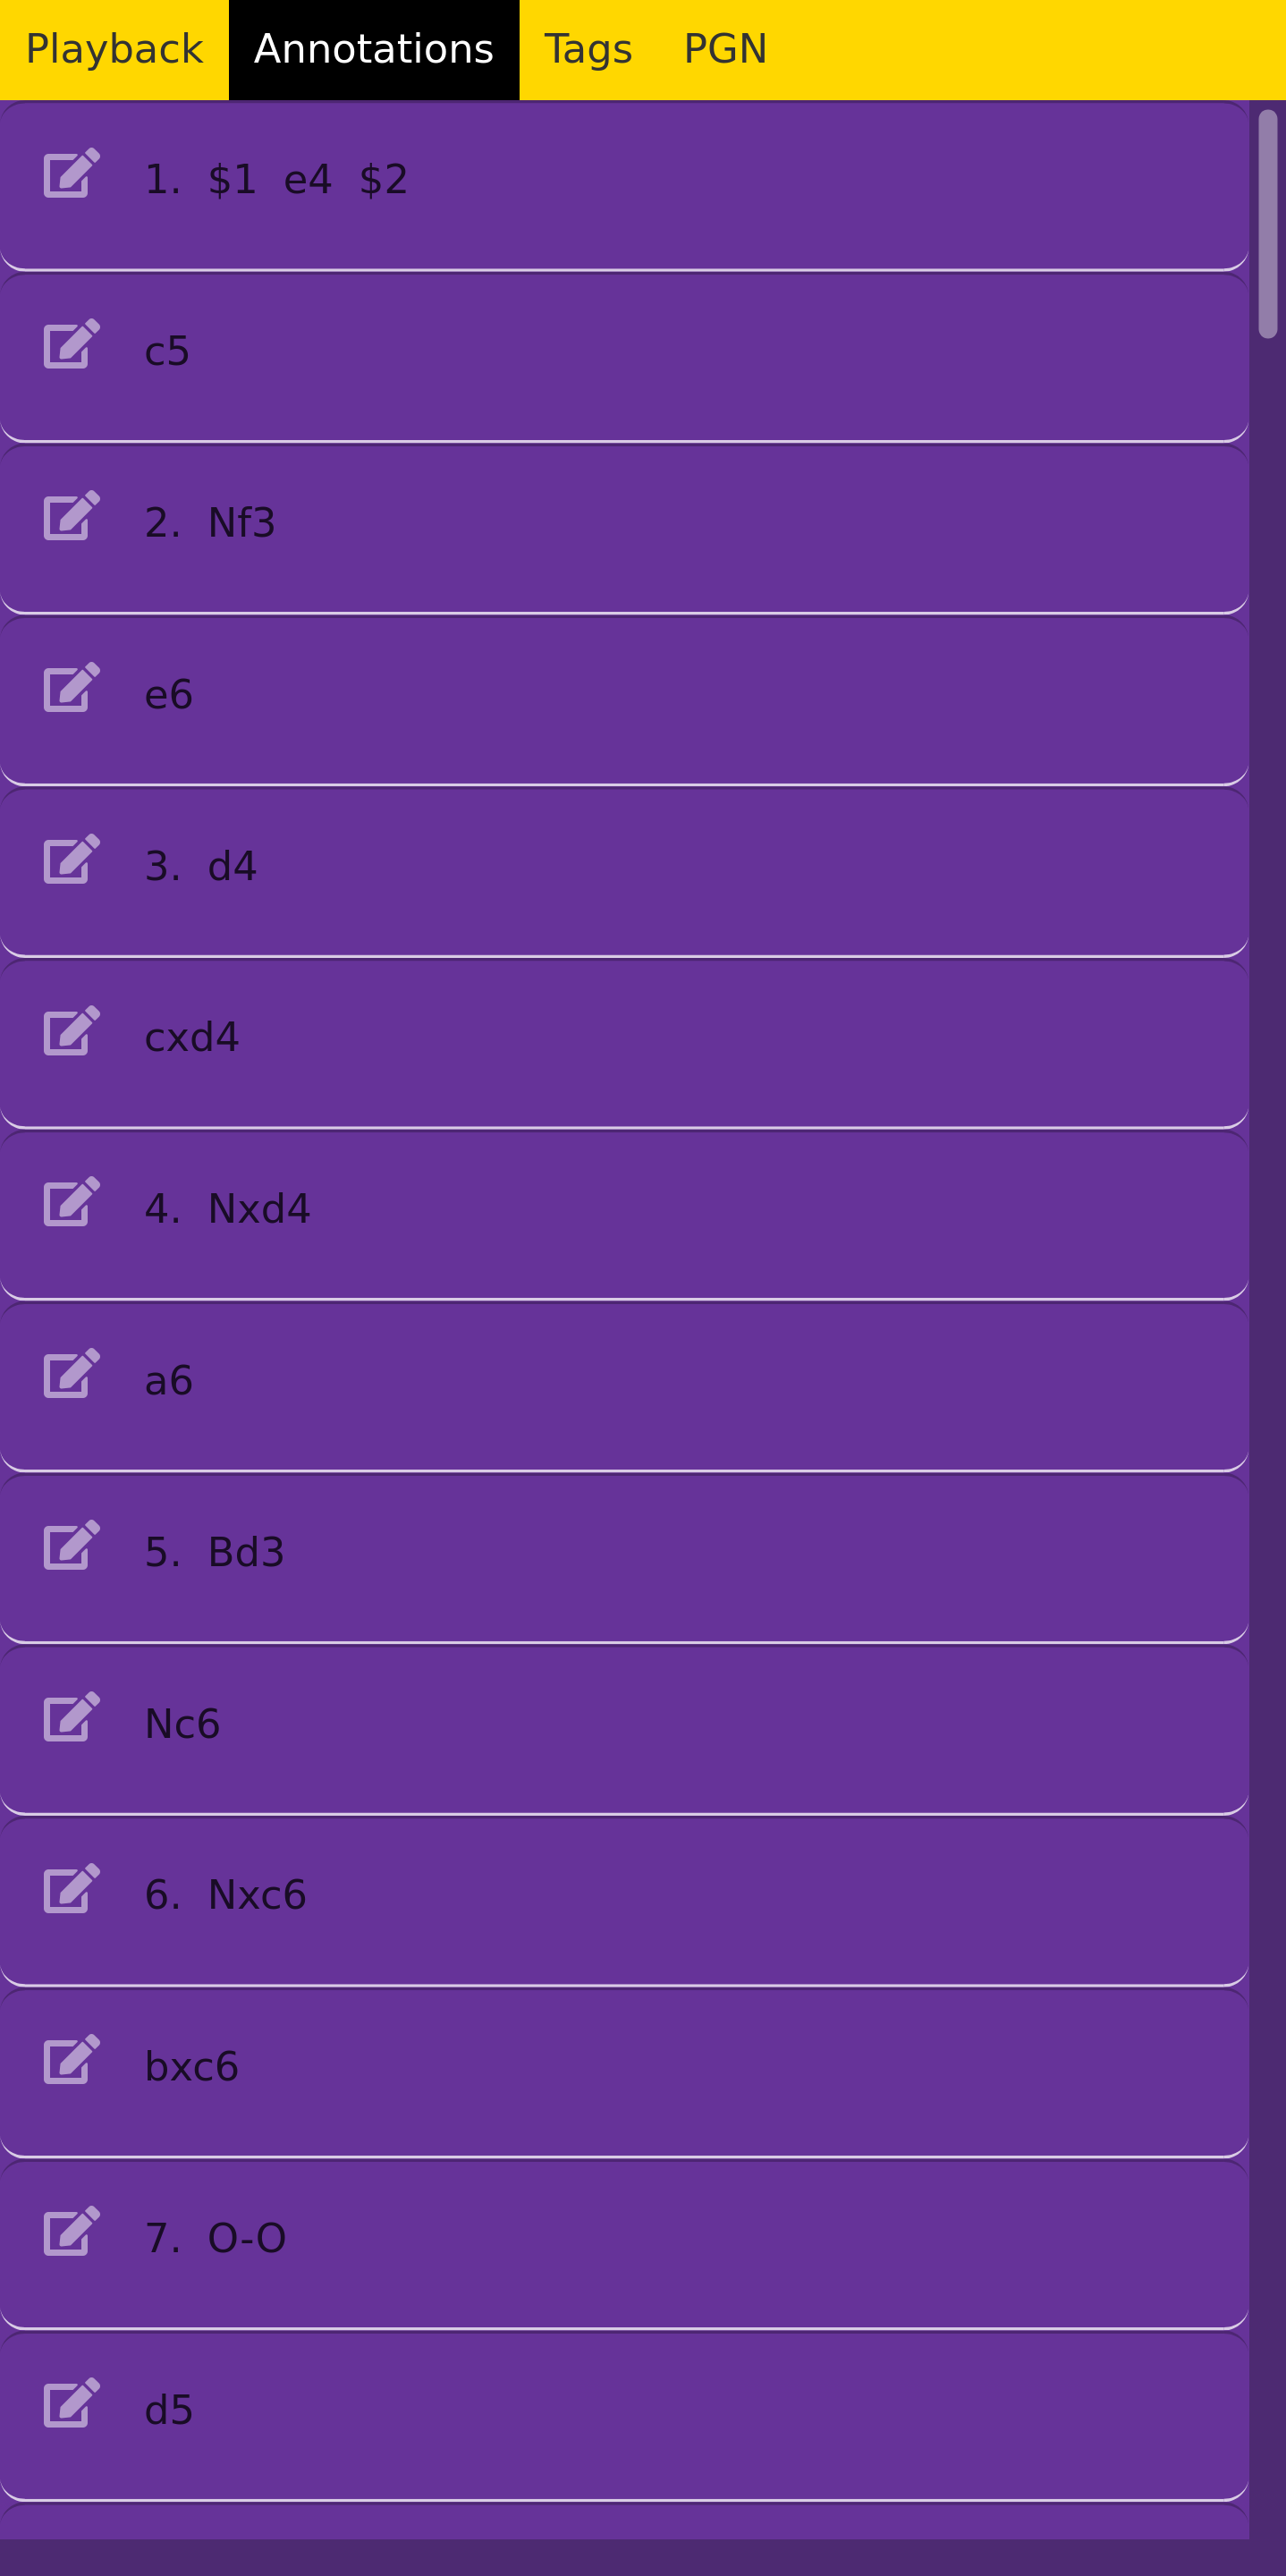 Playback Annotations Tags PGN
1. $1 e4 $2
c5
2. Nf3
e6
3. d4
cxd4
4. Nxd4
a6
5. Bd3
Nc6
6. Nxc6
bxc6
7. O-O
d5